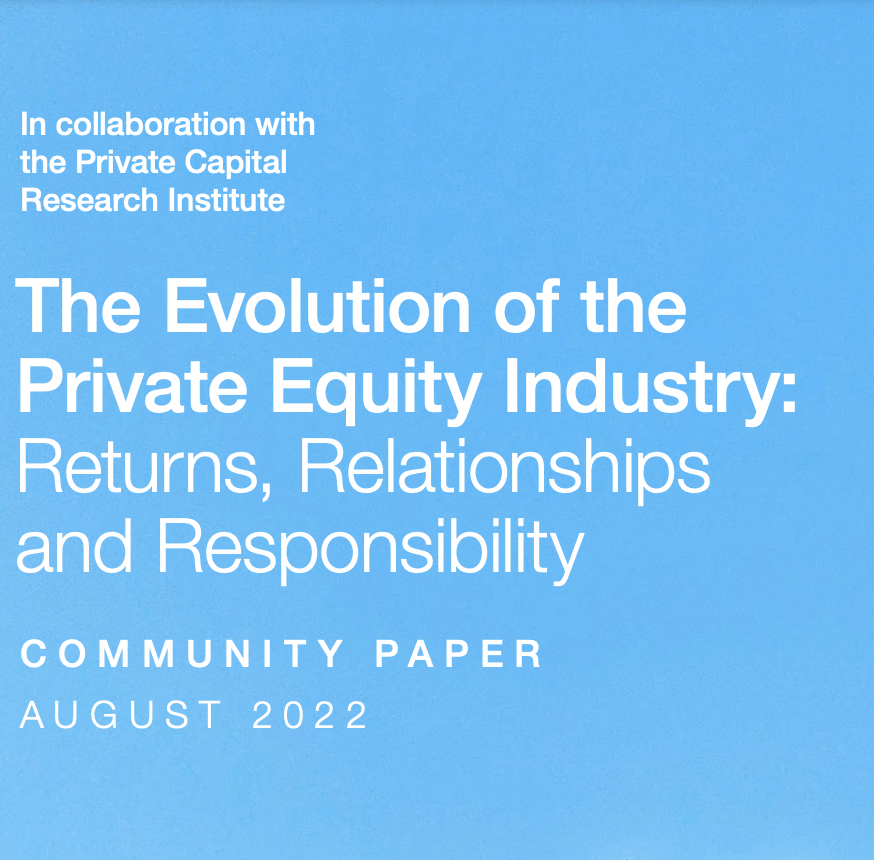 In collaboration with
the Private Capital
Research Institute
The Evolution of the
Private Equity Industry:
Returns, Relationships
and Responsibility
COMMUNITY PAPER
AUGUST 2022